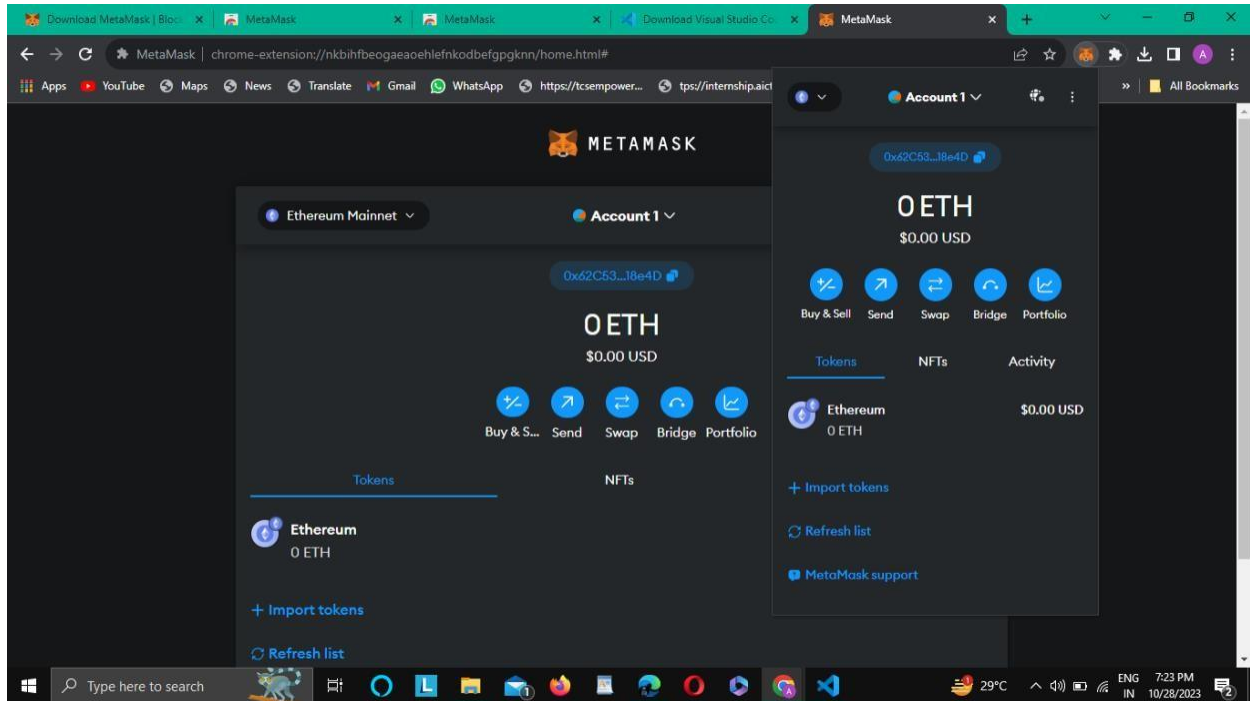 Download MetaMask | Bloc
MetaMask
MetaMask
Download Visual Studio Co
MetaMask
MetaMask | chrome-extension://nkbihfbeogaeaoehlefnkodbefgpgknn/home.html#
A
Apps
YouTube
Maps
News
Translate
Gmail
WhatsApp
https://tcsempower...
tps://internship.aict
»
All Bookmarks
METAMASK
Ethereum Mainnet
Account 1
0x62C53...18e4D
0 ETH
$0.00 USD
Buy & S...
Send
Swap
Bridge
Portfolio
Tokens
NFTs
Ethereum
0 ETH
+ Import tokens
Refresh list
Account 1
0x62C53...18e4D
0 ETH
$0.00 USD
Buy & Sell
Send
Swap
Bridge
Portfolio
Tokens
NFTs
Activity
Ethereum
$0.00 USD
0 ETH
+ Import tokens
Refresh list
MetaMask support
Type here to search
L
1
29°C
ENG
IN
7:23 PM
10/28/2023
2